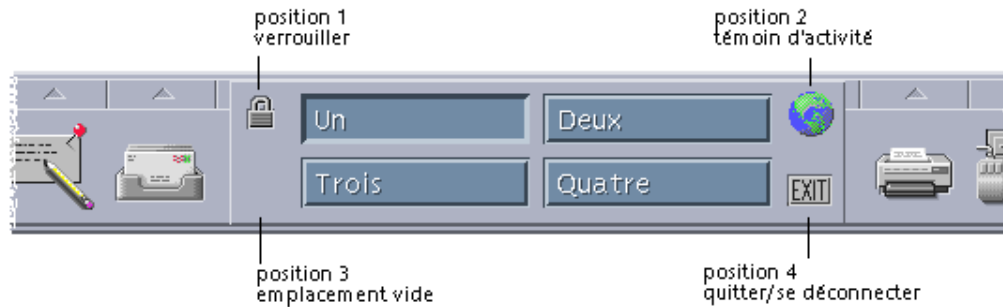 position 1
verrouiller
position 2
témoin d'activité
Un
Deux
Trois
Quatre
EXIT
position 3
emplacement vide
position 4
quitter/se déconnecter